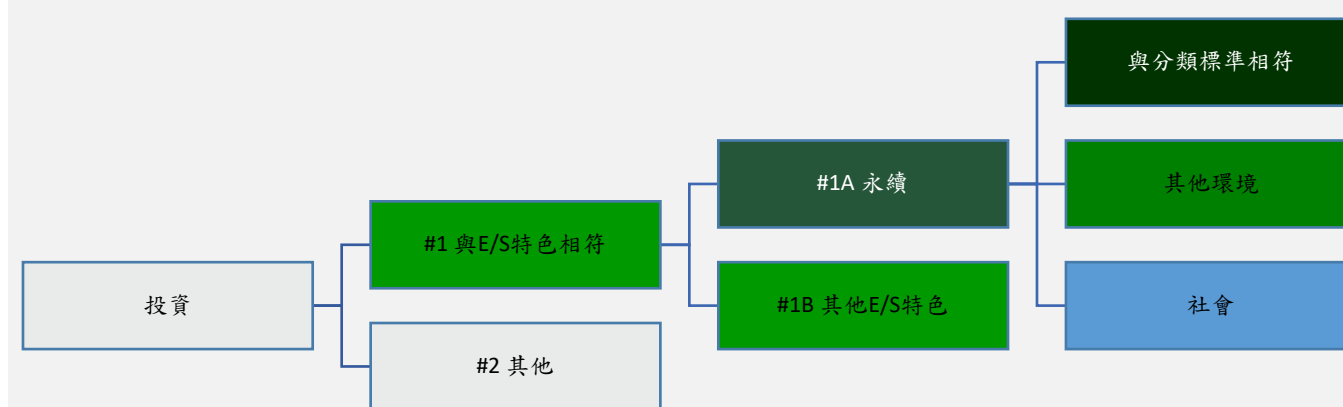 與分類標準相符
#1A 永續
其他環境
#1 與E/S特色相符
投資
#1B 其他E/S特色
社會
#2 其他